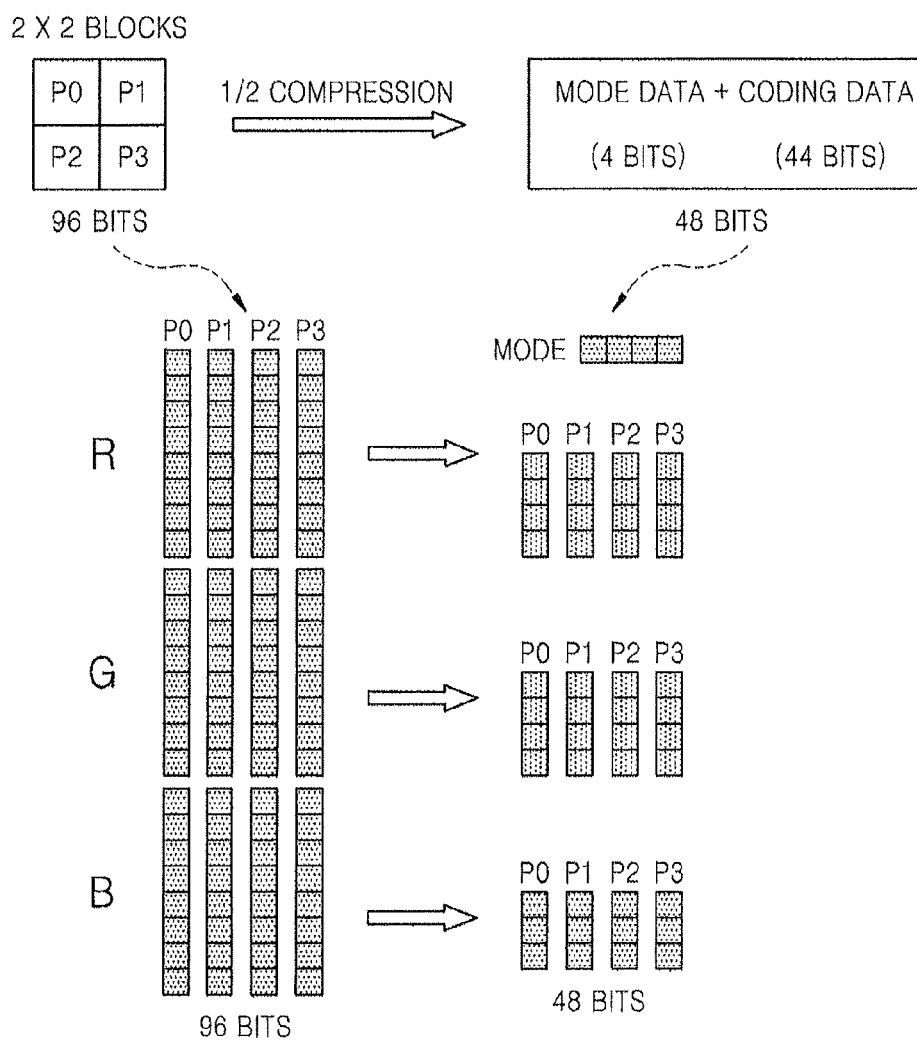 2 X 2 BLOCKS
P0 P1
P2 P3
96 BITS
1/2 COMPRESSION
MODE DATA + CODING DATA
(4 BITS) (44 BITS)
48 BITS
P0 P1 P2 P3
MODE
R
P0 P1 P2 P3
G
P0 P1 P2 P3
B
P0 P1 P2 P3
96 BITS
48 BITS